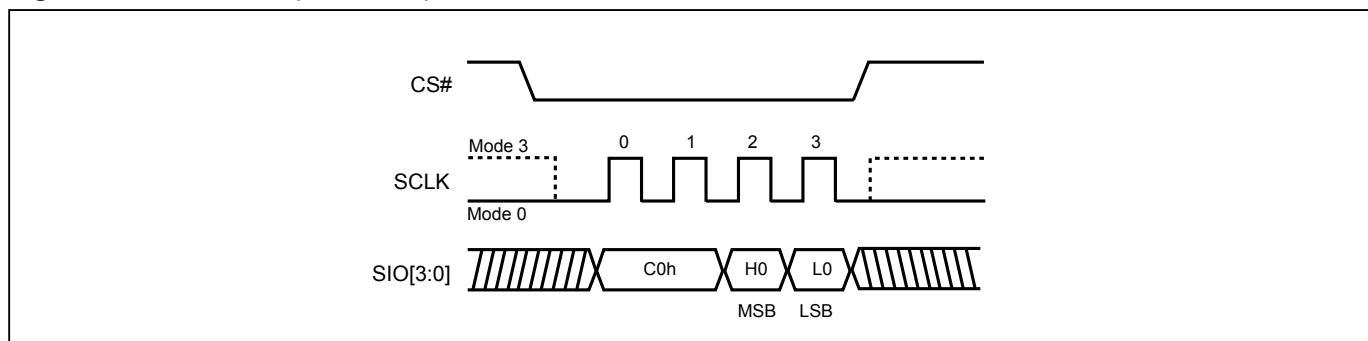 CS#
Mode 3 0 1 2 3
SCLK
Mode 0
SIO[3:0] C0h H0 L0
MSB LSB